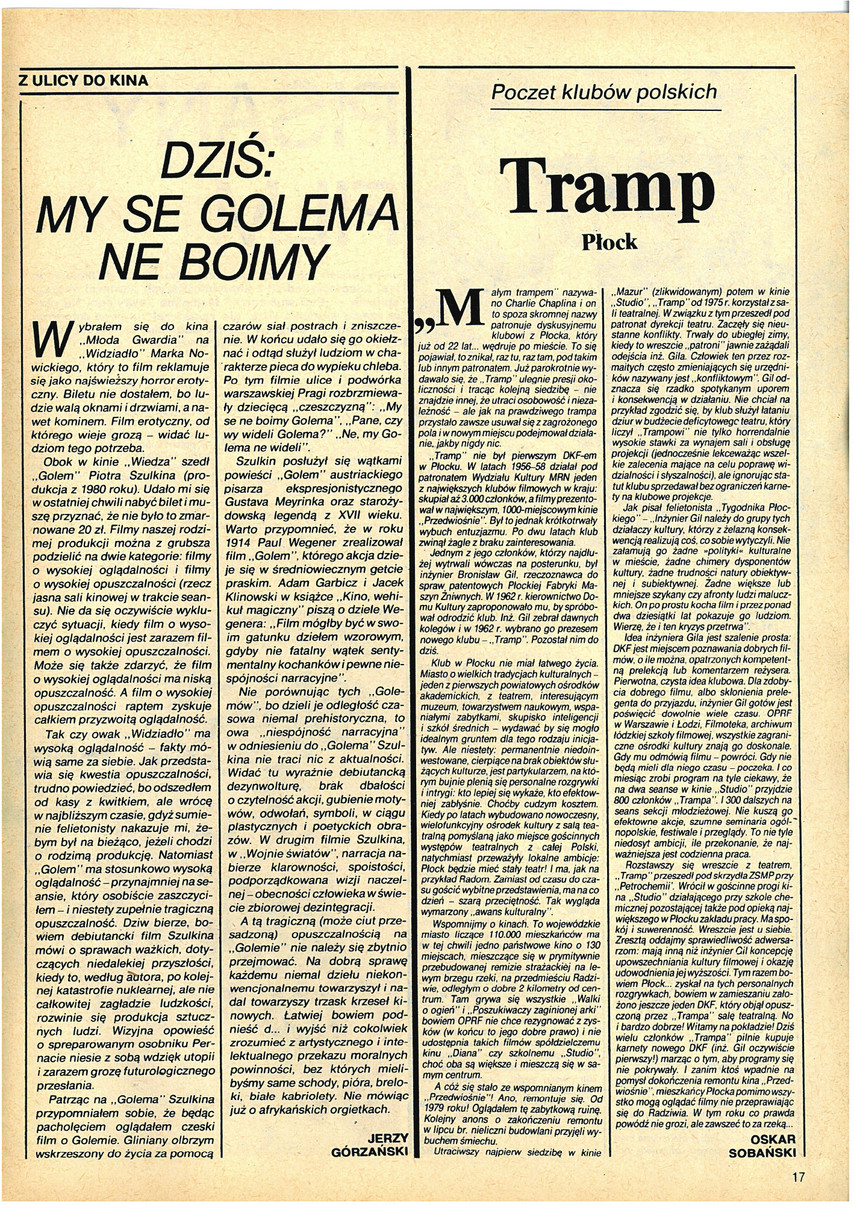 Z ULICY DO KINA
DZIŚ:
MY SE GOLEMA
NE BOIMY
Wybrałem się do kina
„Młoda Gwardia” na
„Widziadło” Marka No-
wickiego, który to film reklamuje
się jako najświeższy horror eroty-
czny. Biletu nie dostałem, bo lu-
dzie walą oknami i drzwiami, a na-
wet kominem. Film erotyczny, od
którego wieje grozą – widać lu-
dziom tego potrzeba.
Obok w kinie „Wiedza” szedł
„Golem” Piotra Szulkina (pro-
dukcja z 1980 roku). Udało mi się
w ostatniej chwili nabyć bilet i mu-
szę przyznać, że nie było to zmar-
nowane 20 zł. Filmy naszej rodzi-
mej produkcji można z grubsza
podzielić na dwie kategorie: filmy
o wysokiej oglądalności i filmy
o wysokiej opuszczalności (rzecz
jasna sali kinowej w trakcie sean-
su). Nie da się oczywiście wyklu-
czyć sytuacji, kiedy film o wyso-
kiej oglądalności jest zarazem fil-
mem o wysokiej opuszczalności.
Może się także zdarzyć, że film
o wysokiej oglądalności ma niską
opuszczalność. A film o wysokiej
opuszczalności raptem zyskuje
całkiem przyzwoitą oglądalność.
Tak czy owak „Widziadło” ma
wysoką oglądalność – fakty mó-
wią same za siebie. Jak przedsta-
wia się kwestia opuszczalności,
trudno powiedzieć, bo odszedłem
od kasy z kwitkiem, ale wrócę
w najbliższym czasie, gdyż sumie-
nie felietonisty nakazuje mi, że-
bym był na bieżąco, jeżeli chodzi
o rodzimą produkcję. Natomiast
„Golem” ma stosunkowo wysoką
oglądalność – przynajmniej na se-
ansie, który osobiście zaszczyci-
łem – i niestety zupełnie tragiczną
opuszczalność. Dziw bierze, bo-
wiem debiutancki film Szulkina
mówi o sprawach ważkich, doty-
czących niedalekiej przyszłości,
kiedy to, według autora, po kolej-
nej katastrofie nuklearnej, ale nie
całkowitej zagładzie ludzkości,
rozwinie się produkcja sztucz-
nych ludzi. Wizyjna opowieść
o spreparowanym osobniku Per-
nacie niesie z sobą wdzięk utopii
i zarazem grozę futurologicznego
przesłania.
Patrząc na „Golema” Szulkina
przypomniałem sobie, że będąc
pacholęciem oglądałem czeski
film o Golemie. Gliniany olbrzym
wskrzeszony do życia za pomocą
czarów siał postrach i zniszcze-
nie. W końcu udało się go okiełz-
nać i odtąd służył ludziom w cha-
rakterze pieca do wypieku chleba.
Po tym filmie ulice i podwórka
warszawskiej Pragi rozbrzmiewa-
ły dziecięcą „czeszczyzną”: „My
se ne boimy Golema”. „Pane, czy
wy wideli Golema?” „Ne, my Go-
lema ne wideli”.
Szulkin posłużył się wątkami
powieści „Golem” austriackiego
pisarza ekspresjonistycznego
Gustava Meyrinka oraz staroży-
dowską legendą z XVII wieku.
Warto przypomnieć, że w roku
1914 Paul Wegener zrealizował
film „Golem”, którego akcja dzie-
je się w średniowiecznym getcie
praskim. Adam Garbicz i Jacek
Klinowski w książce „Kino, wehi-
kuł magiczny” piszą o dziele We-
genera: „Film mógłby być w swo-
im gatunku dziełem wzorowym,
gdyby nie fatalny wątek senty-
mentalny kochanków i pewne nie-
spójności narracyjne”.
Nie porównując tych „Gole-
mów”, bo dzieli je odległość cza-
sowa niemal prehistoryczna, to
owa „niespójność narracyjna”
w odniesieniu do „Golema” Szul-
kina nie traci nic z aktualności.
Widać tu wyraźnie debiutancką
dezynwolturę, brak dbałości
o czytelność akcji, gubienie moty-
wów, odwołań, symboli, w ciągu
plastycznych i poetyckich obra-
zów. W drugim filmie Szulkina,
w „Wojnie światów”, narracja na-
bierze klarowności, spoistości,
podporządkowana wizji naczel-
nej – obecności człowieka w świe-
cie zbiorowej dezintegracji.
A tą tragiczną (może ciut prze-
sadzoną) opuszczalnością na
„Golemie” nie należy się zbytnio
przejmować. Na dobrą sprawę
każdemu niemal dziełu niekon-
wencjonalnemu towarzyszył i na-
dal towarzyszy trzask krzeseł ki-
nowych. Łatwiej bowiem pod-
nieść d... i wyjść niż cokolwiek
zrozumieć z artystycznego i inte-
lektualnego przekazu moralnych
powinności, bez których mieli-
byśmy same schody, pióra, brelo-
ki, białe kabriolety. Nie mówiąc
już o afrykańskich orgietkach.
JERZY
GÓRZAŃSKI
Poczet klubów polskich
Tramp
Płock
„Małym trampem” nazywa-
no Charlie Chaplina i on
to spoza skromnej nazwy
patronuje dyskusyjnemu
klubowi z Płocka, który
już od 22 lat... wędruje po mieście. To się
pojawiał, to znikał, raz tu, raz tam, pod takim
lub innym patronatem. Już parokrotnie wy-
dawało się, że „Tramp” ulegnie presji oko-
liczności i tracąc kolejną siedzibę – nie
znajdzie innej, że utraci osobowość i nieza-
leżność – ale jak na prawdziwego trampa
przystało zawsze usuwał się z zagrożonego
pola i w nowym miejscu podejmował działa-
nie, jakby nigdy nic.
„Tramp” nie był pierwszym DKF-em
w Płocku. W latach 1956–58 działał pod
patronatem Wydziału Kultury MRN jeden
z największych klubów filmowych w kraju:
skupiał aż 3.000 członków, a filmy prezento-
wał w największym, 1000-miejscowym kinie
„Przedwiośnie”. Był to jednak krótkotrwały
wybuch entuzjazmu. Po dwu latach klub
zwinął żagle z braku zainteresowania.
Jednym z jego członków, który najdłu-
żej wytrwali wówczas na posterunku, był
inżynier Bronisław Gil, rzeczoznawca do
spraw patentowych Płockiej Fabryki Ma-
szyn Żniwnych. W 1962 r. kierownictwo Do-
mu Kultury zaproponowało mu, by spróbo-
wał odrodzić klub. Inż. Gil zebrał dawnych
kolegów i w 1962 r. wybrano go prezesem
nowego klubu – „Tramp”. Pozostał nim do
dziś.
Klub w Płocku nie miał łatwego życia.
Miasto o wielkich tradycjach kulturalnych –
jeden z pierwszych powiatowych ośrodków
akademickich, z teatrem, interesującym
muzeum, towarzystwem naukowym, wspa-
niałymi zabytkami, skupisko inteligencji
i szkół średnich – wydawać by się mogło
idealnym gruntem dla tego rodzaju inicja-
tyw. Ale niestety: permanentnie niedoin-
westowane, cierpiące na brak obiektów słu-
żących kulturze, jest partykularzem, na któ-
rym bujnie plenią się personalne rozgrywki
i intrygi: kto lepiej się wykaże, kto efektow-
niej zabłyśnie. Choćby cudzym kosztem.
Kiedy po latach wybudowano nowoczesny,
wielofunkcyjny ośrodek kultury z salą tea-
tralną pomyślaną jako miejsce gościnnych
występów teatralnych z całej Polski,
natychmiast przeważyły lokalne ambicje:
Płock będzie mieć stały teatr! I ma, jak na
przykład Radom. Zamiast od czasu do cza-
su gościć wybitne przedstawienia, ma na co
dzień – szarą przeciętność. Tak wygląda
wymarzony „awans kulturalny”.
Wspomnijmy o kinach. To wojewódzkie
miasto liczące 110.000 mieszkańców ma
w tej chwili jedno państwowe kino o 130
miejscach, mieszczące się w prymitywnie
przebudowanej remizie strażackiej na le-
wym brzegu rzeki, na przedmieściu Radzi-
wie, odległym o dobre 2 kilometry od cen-
trum. Tam grywa się wszystkie „Walki
o ogień” i „Poszukiwaczy zaginionej arki”
bowiem OPRF nie chce rezygnować z zys-
ków (w końcu to jego dobre prawo) i nie
udostępnia takich filmów spółdzielczemu
kinu „Diana” czy szkolnemu „Studio”,
choć oba są większe i mieszczą się w sa-
mym centrum.
A cóż się stało ze wspomnianym kinem
„Przedwiośnie”! Ano, remontuje się. Od
1979 roku! Oglądałem tę zabytkową ruinę.
Kolejny anons o zakończeniu remontu
w lipcu br. nieliczni budowlani przyjęli wy-
buchem śmiechu.
Utraciwszy najpierw siedzibę w kinie
„Mazur” (zlikwidowanym) potem w kinie
„Studio”, „Tramp” od 1975 r. korzystał z sa-
li teatralnej. W związku z tym przeszedł pod
patronat dyrekcji teatru. Zaczęły się nieu-
stanne konflikty. Trwały do ubiegłej zimy,
kiedy to wreszcie „patroni” jawnie zażądali
odejścia inż. Gila. Człowiek ten przez roz-
maitych często zmieniających się urzędni-
ków nazywany jest „konfliktowym”. Gil od-
znacza się rzadko spotykanym uporem
i konsekwencją w działaniu. Nie chciał na
przykład zgodzić się, by klub służył łataniu
dziur w budżecie deficytowego teatru, który
liczył „Trampowi” nie tylko horrendalnie
wysokie stawki za wynajem sali i obsługę
projekcji (jednocześnie lekceważąc wszel-
kie zalecenia mające na celu poprawę wi-
dzialności i słyszalności), ale ignorując sta-
tut klubu sprzedawał bez ograniczeń karne-
ty na klubowe projekcje.
Jak pisał felietonista „Tygodnika Płoc-
kiego” – „Inżynier Gil należy do grupy tych
działaczy kultury, którzy z żelazną konsek-
wencją realizują coś, co sobie wytyczyli. Nie
załamują go żadne «polityki» kulturalne
w mieście, żadne chimery dysponentów
kultury, żadne trudności natury obiektyw-
nej i subiektywnej. Żadne większe lub
mniejsze szykany czy afronty ludzi malucz-
kich. On po prostu kocha film i przez ponad
dwa dziesiątki lat pokazuje go ludziom.
Wierzę, że i ten kryzys przetrwa”.
Idea inżyniera Gila jest szalenie prosta:
DKF jest miejscem poznawania dobrych fil-
mów, o ile można, opatrzonych kompetent-
ną prelekcją lub komentarzem reżysera.
Pierwotna, czysta idea klubowa. Dla zdoby-
cia dobrego filmu, albo skłonienia prele-
genta do przyjazdu, inżynier Gil gotów jest
poświęcić dowolnie wiele czasu. OPRF
w Warszawie i Łodzi, Filmoteka, archiwum
łódzkiej szkoły filmowej, wszystkie zagrani-
czne ośrodki kultury znają go doskonale.
Gdy mu odmówią filmu – powróci. Gdy nie
będą mieli dla niego czasu – poczeka. I co
miesiąc zrobi program na tyle ciekawy, że
na dwa seanse w kinie „Studio” przyjdzie
800 członków „Trampa”. I 300 dalszych na
seans sekcji młodzieżowej. Nie kuszą go
efektowne akcje, szumne seminaria ogól-
nopolskie, festiwale i przeglądy. To nie tyle
niedosyt ambicji, ile przekonanie, że naj-
ważniejsza jest codzienna praca.
Rozstawszy się wreszcie z teatrem,
„Tramp” przeszedł pod skrzydła ZSMP przy
„Petrochemii”. Wrócił w gościnne progi ki-
na „Studio” działającego przy szkole che-
micznej pozostającej także pod opieką naj-
większego w Płocku zakładu pracy. Ma spo-
kój i suwerenność. Wreszcie jest u siebie.
Zresztą oddajmy sprawiedliwość adwersa-
rzom: mają inną niż inżynier Gil koncepcję
upowszechniania kultury filmowej i okazję
udowodnienia jej wyższości. Tym razem bo-
wiem Płock... zyskał na tych personalnych
rozgrywkach, bowiem w zamieszaniu zało-
żono jeszcze jeden DKF, który objął opusz-
czoną przez „Trampa” salę teatralną. No
i bardzo dobrze! Witamy na pokładzie! Dziś
wielu członków „Trampa” pilnie kupuje
karnety nowego DKF (inż. Gil oczywiście
pierwszy!) marząc o tym, aby programy się
nie pokrywały. I zanim ktoś wpadnie na
pomysł dokończenia remontu kina „Przed-
wiośnie”, mieszkańcy Płocka pomimo wszy-
stko mogą oglądać filmy nie przeprawiając
się do Radziwia. W tym roku co prawda
powódź nie grozi, ale zawszeć to za rzeką...
OSKAR
SOBAŃSKI
17